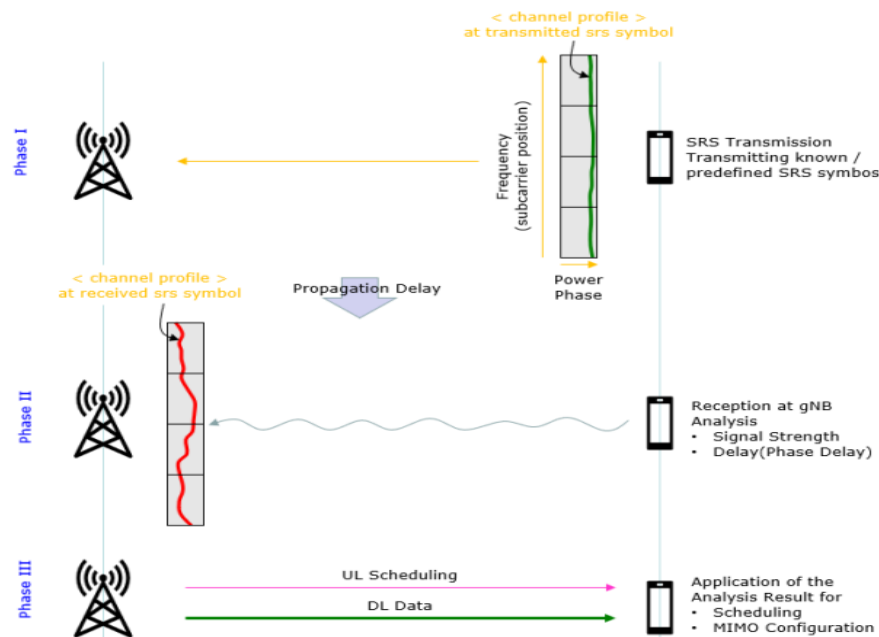 < channel profile >
at transmitted srs symbol
Phase I
Frequency
(subcarrier position)
SRS Transmission
Transmitting known /
predefined SRS symbos
Power
Phase
< channel profile >
at received srs symbol
Propagation Delay
Phase II
Reception at gNB
Analysis
• Signal Strength
• Delay(Phase Delay)
Phase III
UL Scheduling
DL Data
Application of the
Analysis Result for
• Scheduling
• MIMO Configuration